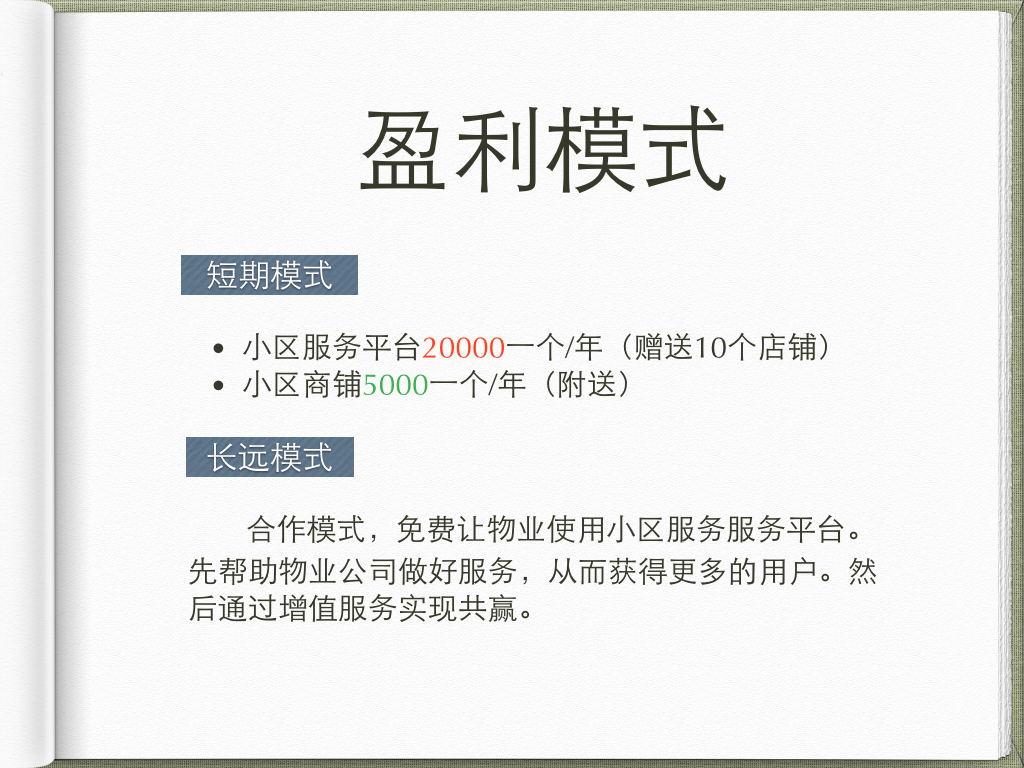 盈利模式
短期模式
• 小区服务平台20000一个/年（赠送10个店铺）
• 小区商铺5000一个/年（附送）
长远模式
合作模式，免费让物业使用小区服务服务平台。
先帮助物业公司做好服务，从而获得更多的用户。然
后通过增值服务实现共赢。